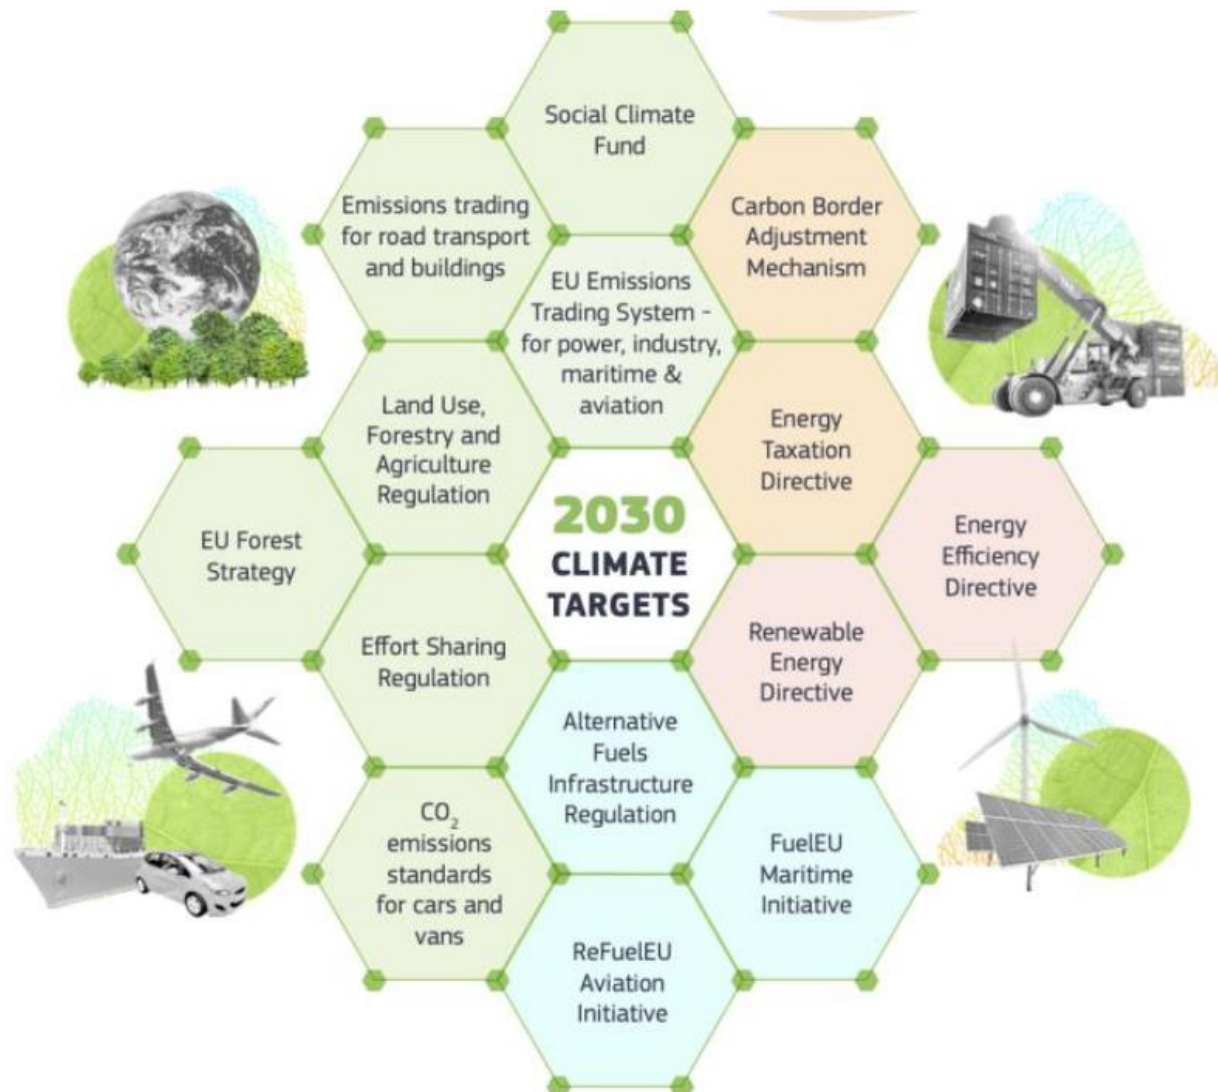 Social Climate
Fund
Emissions trading
for road transport
and buildings
Carbon Border
Adjustment
Mechanism
EU Emissions
Trading System -
for power, industry,
maritime &
aviation
Land Use,
Forestry and
Agriculture
Regulation
Energy
Taxation
Directive
EU Forest
Strategy
2030
CLIMATE
TARGETS
Energy
Efficiency
Directive
Effort Sharing
Regulation
Renewable
Energy
Directive
Alternative
Fuels
Infrastructure
Regulation
CO₂
emissions
standards
for cars and
vans
FuelEU
Maritime
Initiative
ReFuelEU
Aviation
Initiative